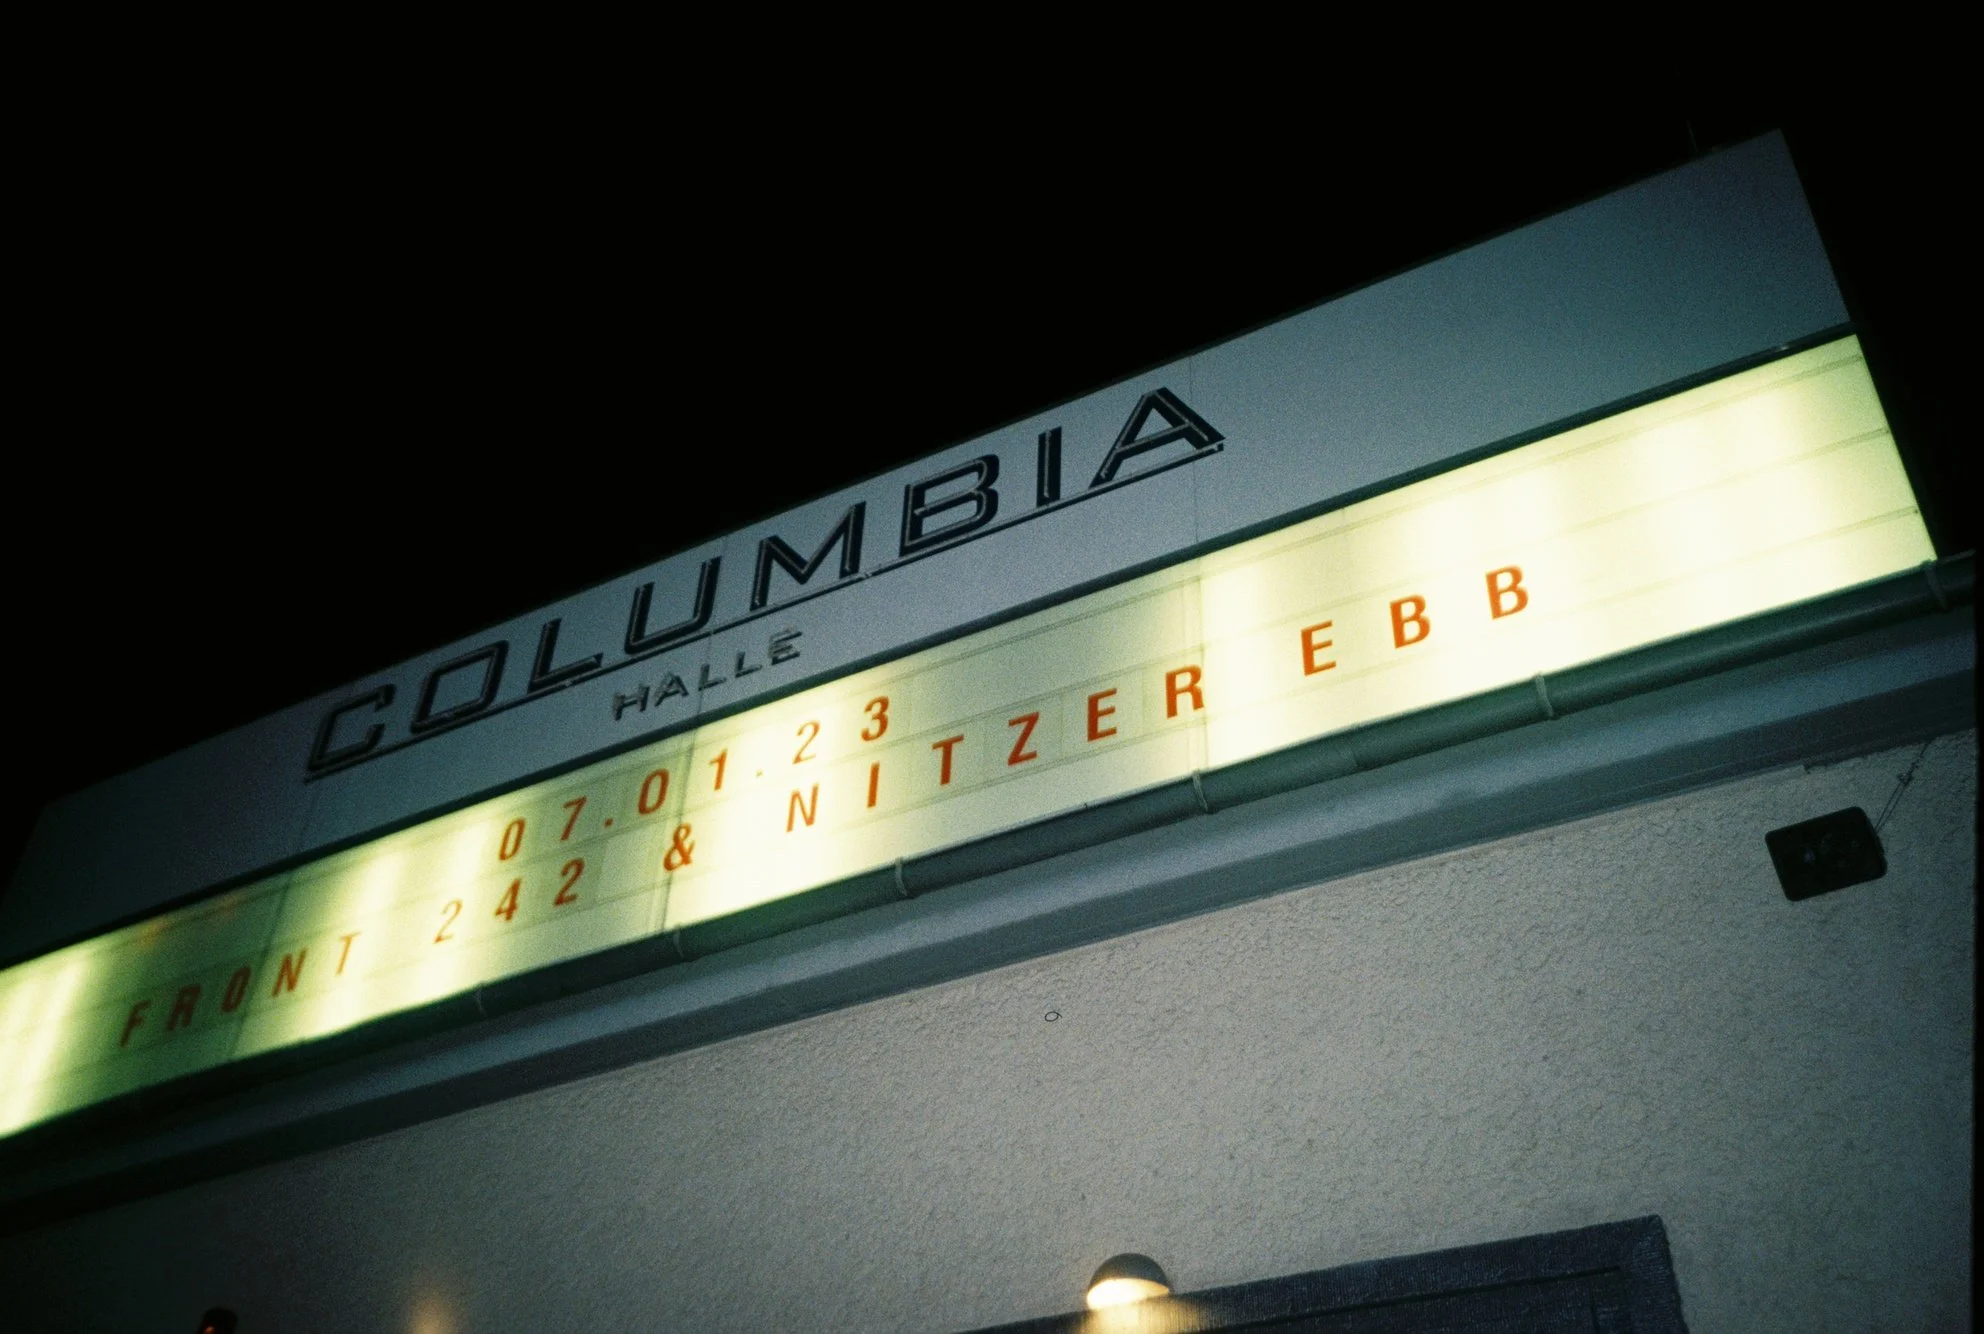 COLUMBIA
HALLE
07.01.23
FRONT 242 & NITZER EBB